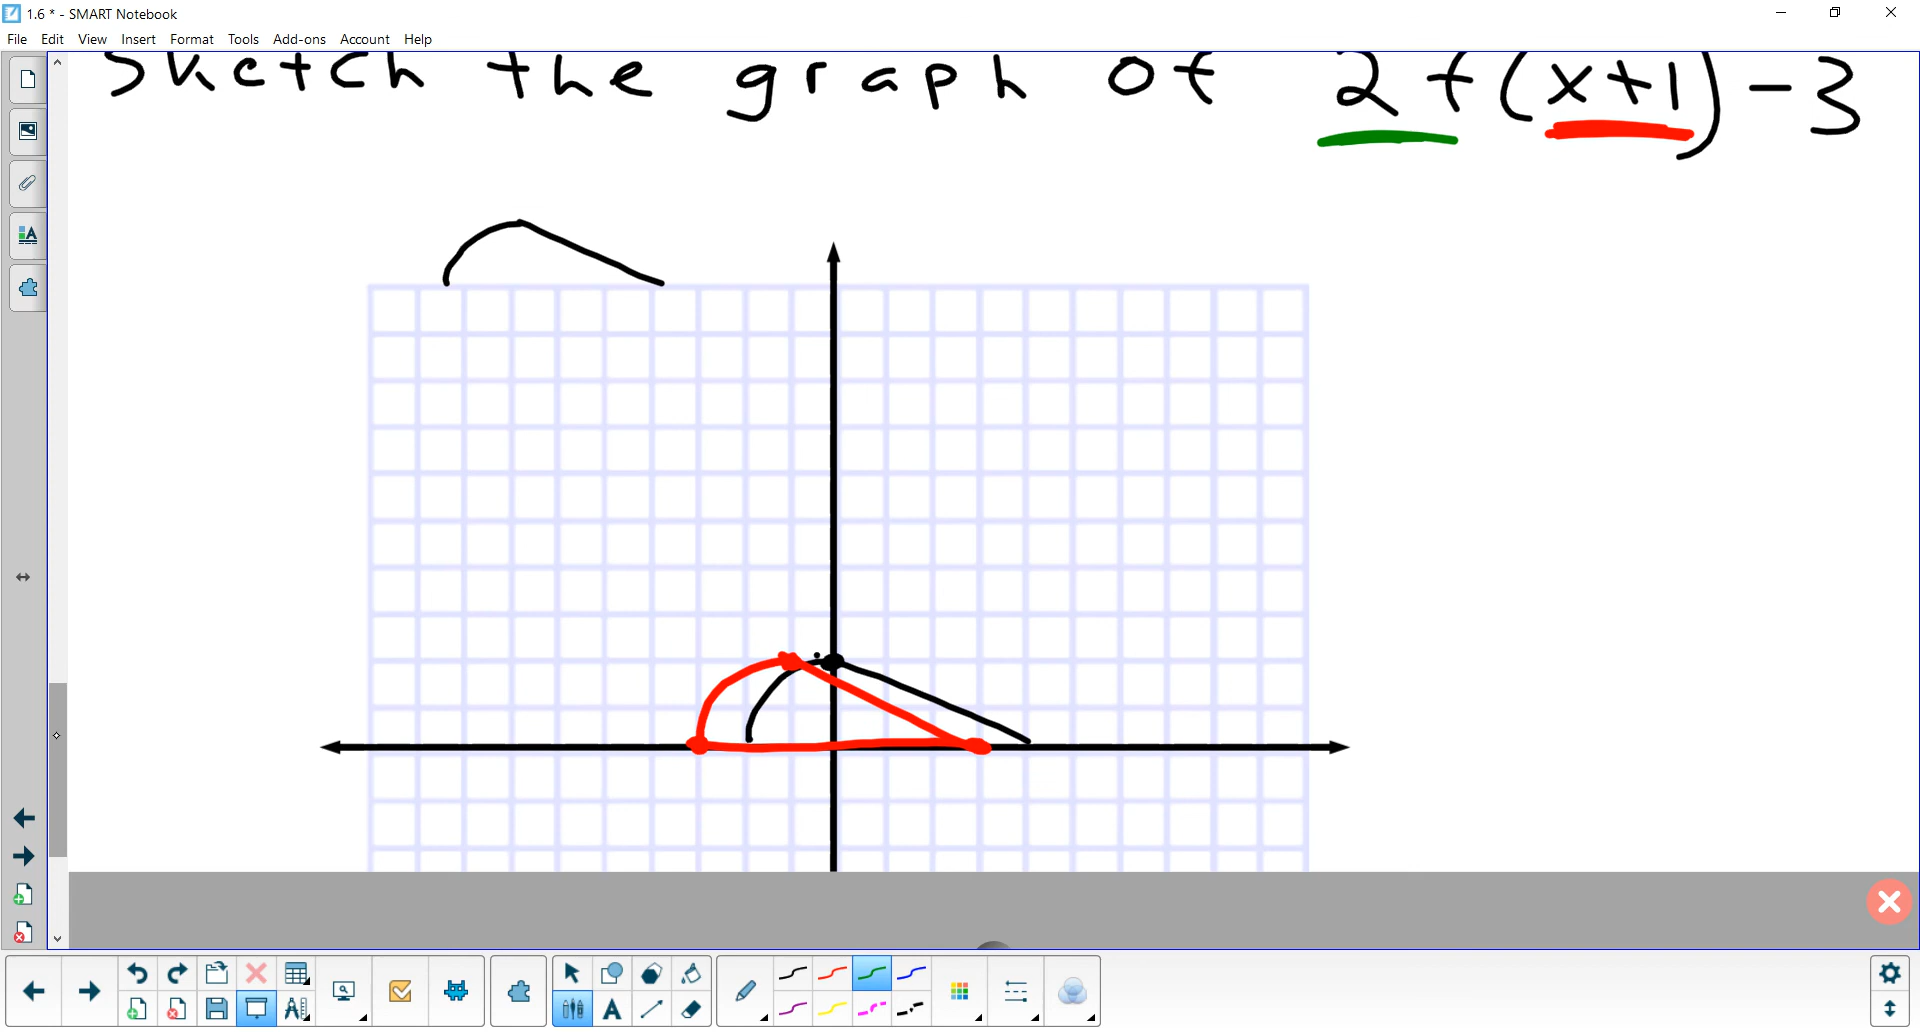 1.6 * - SMART Notebook
File Edit View Insert Format Tools Add-ons Account Help
Sketch the graph of 2f(x+1)-3